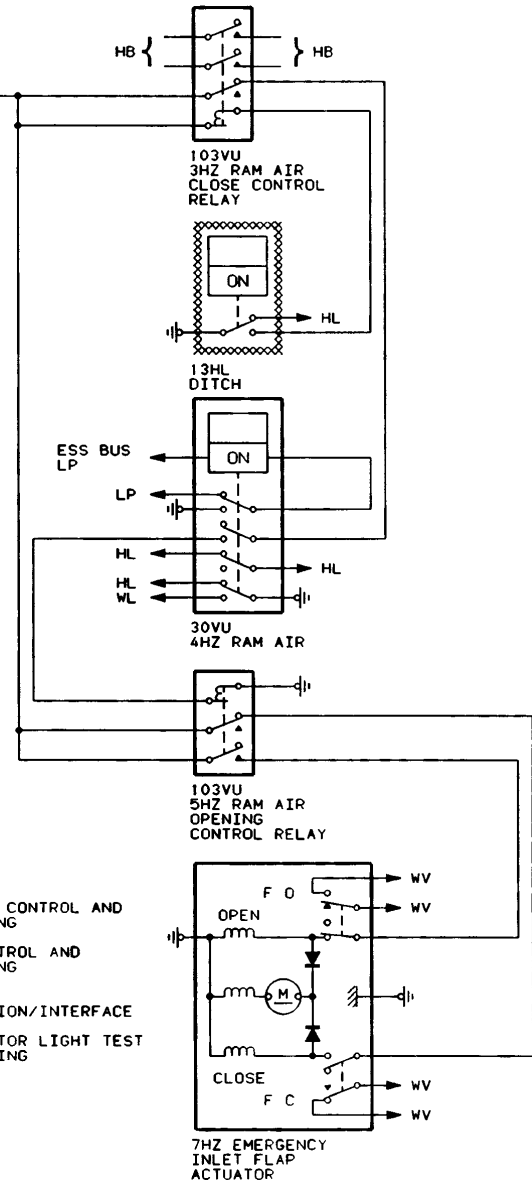 HB { } HB
103VU
3HZ RAM AIR
CLOSE CONTROL
RELAY
ON
HL
13HL
DITCH
ESS BUS
LP
ON
LP
HL
HL
HL
WL
30VU
4HZ RAM AIR
103VU
5HZ RAM AIR
OPENING
CONTROL RELAY
F O
WV
WV
OPEN
M
CLOSE
WV
F C
WV
7HZ EMERGENCY
INLET FLAP
ACTUATOR
CONTROL AND
NG
TROL AND
NG
ION/INTERFACE
TOR LIGHT TEST
ING